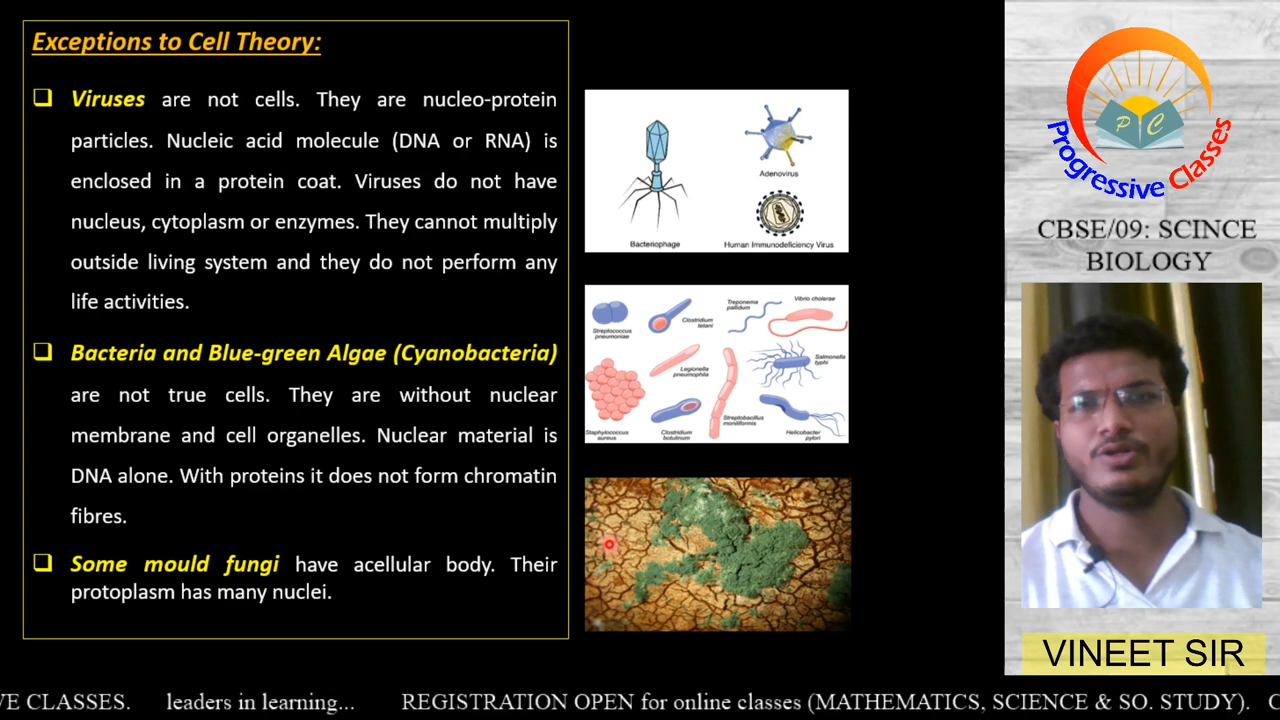 Exceptions to Cell Theory:
❑ Viruses are not cells. They are nucleo-protein
particles. Nucleic acid molecule (DNA or RNA) is
enclosed in a protein coat. Viruses do not have
nucleus, cytoplasm or enzymes. They cannot multiply
outside living system and they do not perform any
life activities.
❑ Bacteria and Blue-green Algae (Cyanobacteria)
are not true cells. They are without nuclear
membrane and cell organelles. Nuclear material is
DNA alone. With proteins it does not form chromatin
fibres.
❑ Some mould fungi have acellular body. Their
protoplasm has many nuclei.
Adenovirus
Bacteriophage
Human Immunodeficiency Virus
Streptococcus
pneumoniae
Clostridium
tetani
Treponema
pallidum
Vibrio cholerae
Legionella
pneumophila
Salmonella
typhi
Staphylococcus
aureus
Clostridium
botulinum
Streptobacillus
moniliformis
Helicobacter
pylori
P C
Progressive Classes
CBSE/09: SCINCE
BIOLOGY
VINEET SIR
VE CLASSES. leaders in learning... REGISTRATION OPEN for online classes (MATHEMATICS, SCIENCE & SO. STUDY). C